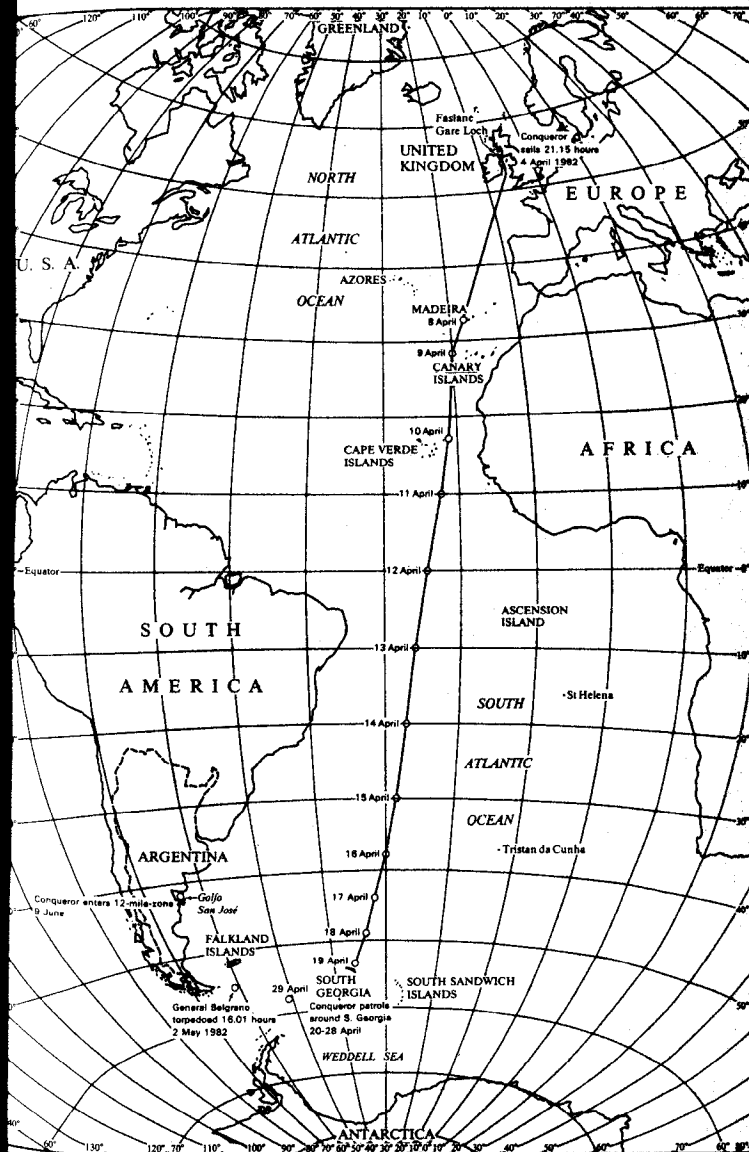 GREENLAND
Faslane
Gare Loch
UNITED
KINGDOM
Conqueror
sails 21.15 hours
4 April 1982
NORTH
ATLANTIC
OCEAN
EUROPE
U. S. A.
AZORES
MADEIRA
8 April
9 April
CANARY
ISLANDS
10 April
CAPE VERDE
ISLANDS
AFRICA
11 April
Equator
12 April
Equator
0°
ASCENSION
ISLAND
SOUTH
AMERICA
13 April
St Helena
14 April
SOUTH
ATLANTIC
OCEAN
15 April
16 April
Tristan da Cunha
ARGENTINA
Conqueror enters 12-mile-zone
9 June
Golfo
San José
17 April
18 April
FALKLAND
ISLANDS
19 April
29 April
SOUTH
GEORGIA
SOUTH SANDWICH
ISLANDS
General Belgrano
torpedoed 16.01 hours
2 May 1982
Conqueror patrols
around S. Georgia
20-28 April
WEDDELL SEA
ANTARCTICA